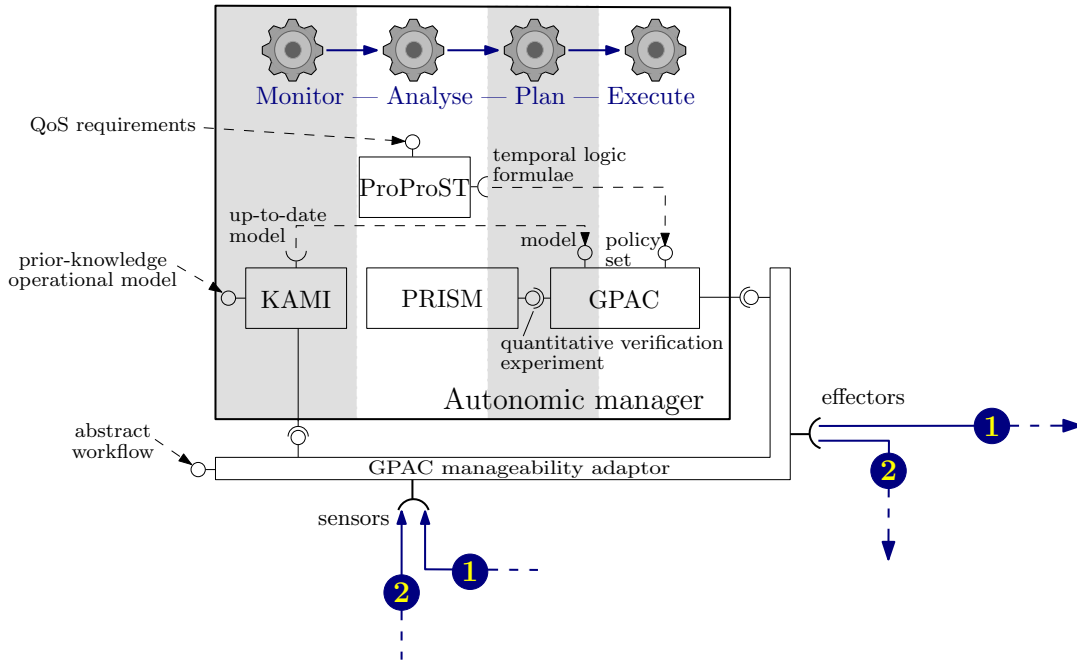 Monitor — Analyse — Plan — Execute
QoS requirements
temporal logic
formulae
ProProST
up-to-date
model
model
policy
set
prior-knowledge
operational model
KAMI
PRISM
GPAC
quantitative verification
experiment
Autonomic manager
effectors
1
abstract
workflow
GPAC manageability adaptor
2
sensors
1
2